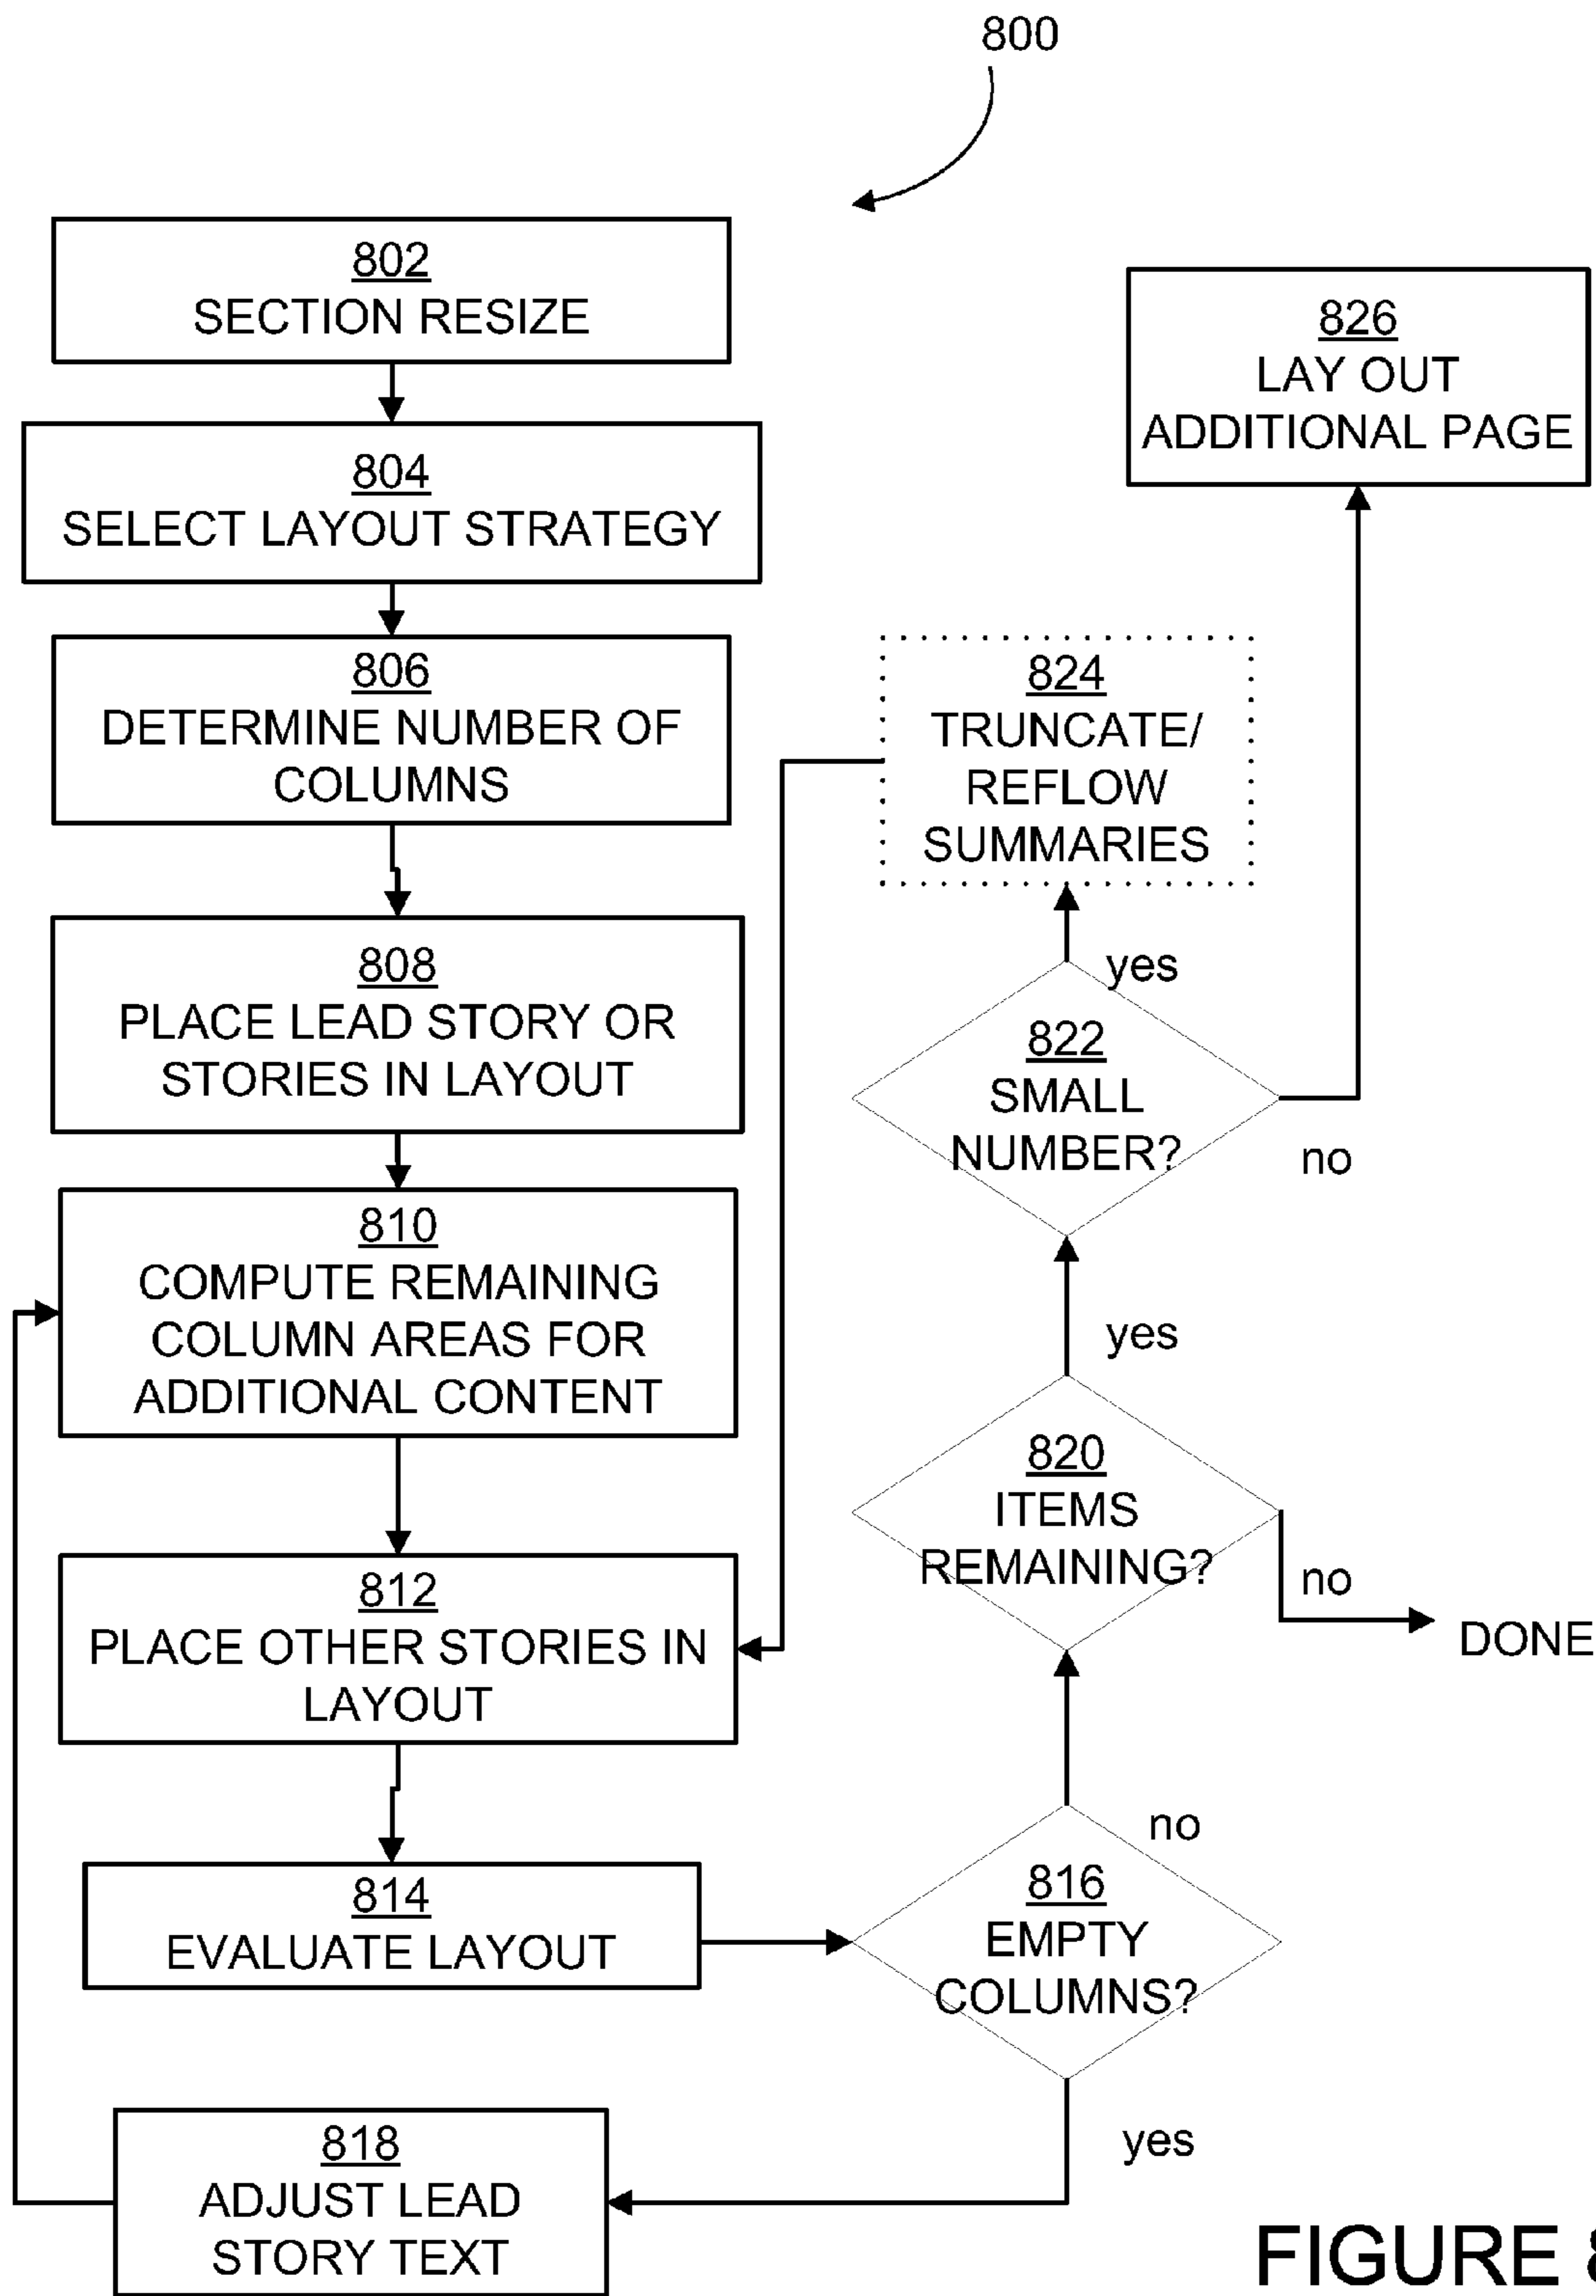 800
802
SECTION RESIZE
804
SELECT LAYOUT STRATEGY
806
DETERMINE NUMBER OF
COLUMNS
808
PLACE LEAD STORY OR
STORIES IN LAYOUT
810
COMPUTE REMAINING
COLUMN AREAS FOR
ADDITIONAL CONTENT
812
PLACE OTHER STORIES IN
LAYOUT
814
EVALUATE LAYOUT
816
EMPTY
COLUMNS?
yes
818
ADJUST LEAD
STORY TEXT
no
820
ITEMS
REMAINING?
no
DONE
yes
822
SMALL
NUMBER?
yes
824
TRUNCATE/
REFLOW
SUMMARIES
no
826
LAY OUT
ADDITIONAL PAGE
FIGURE 8